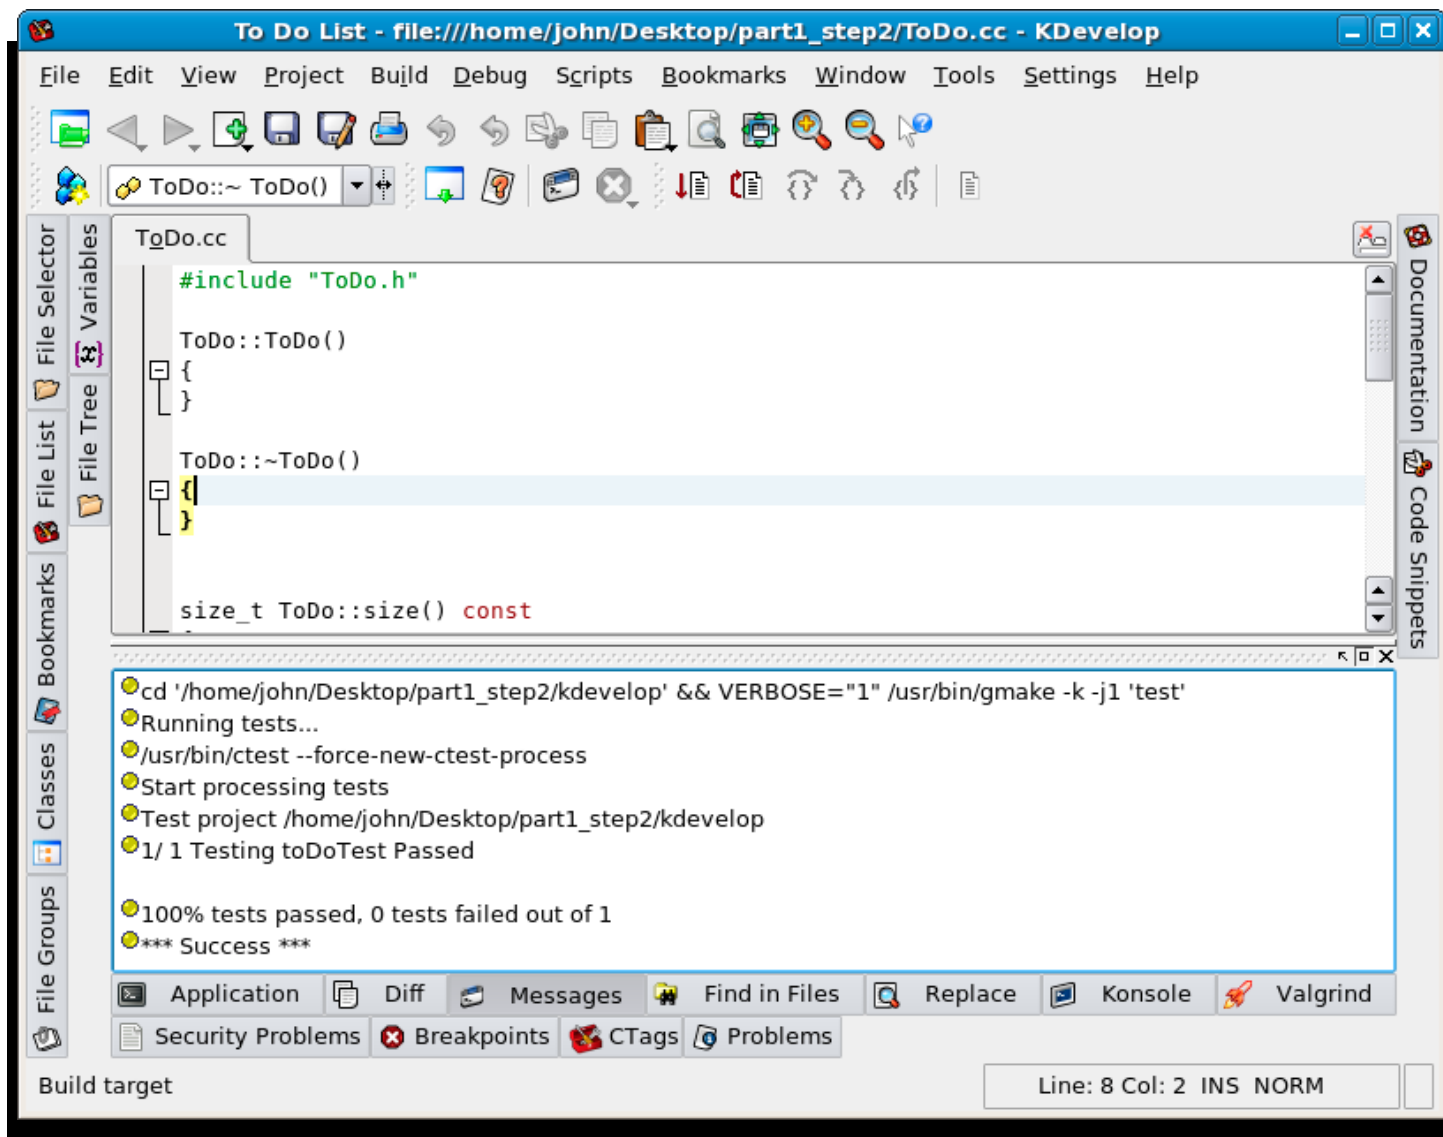 To Do List - file:///home/john/Desktop/part1_step2/ToDo.cc - KDevelop
File Edit View Project Build Debug Scripts Bookmarks Window Tools Settings Help
ToDo::~ ToDo()
File Selector
File List
Bookmarks
Classes
File Groups
Variables
File Tree
ToDo.cc
#include "ToDo.h"
ToDo::ToDo()
{
}
ToDo::~ToDo()
{
}
size_t ToDo::size() const
Documentation
Code Snippets
cd '/home/john/Desktop/part1_step2/kdevelop' && VERBOSE="1" /usr/bin/gmake -k -j1 'test'
Running tests...
/usr/bin/ctest --force-new-ctest-process
Start processing tests
Test project /home/john/Desktop/part1_step2/kdevelop
1/ 1 Testing toDoTest Passed
100% tests passed, 0 tests failed out of 1
*** Success ***
Application Diff Messages Find in Files Replace Konsole Valgrind
Security Problems Breakpoints CTags Problems
Build target Line: 8 Col: 2 INS NORM